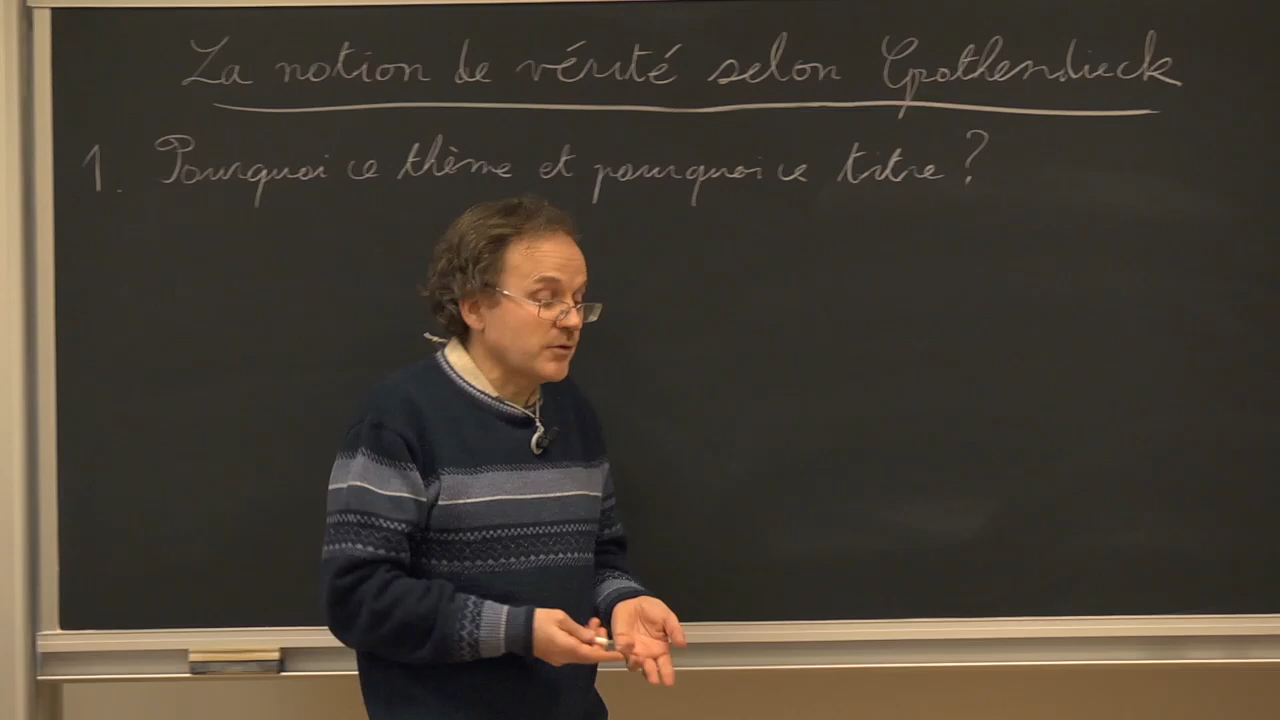 La notion de vérité selon Grothendieck
1. Pourquoi ce thème et pourquoi ce titre ?